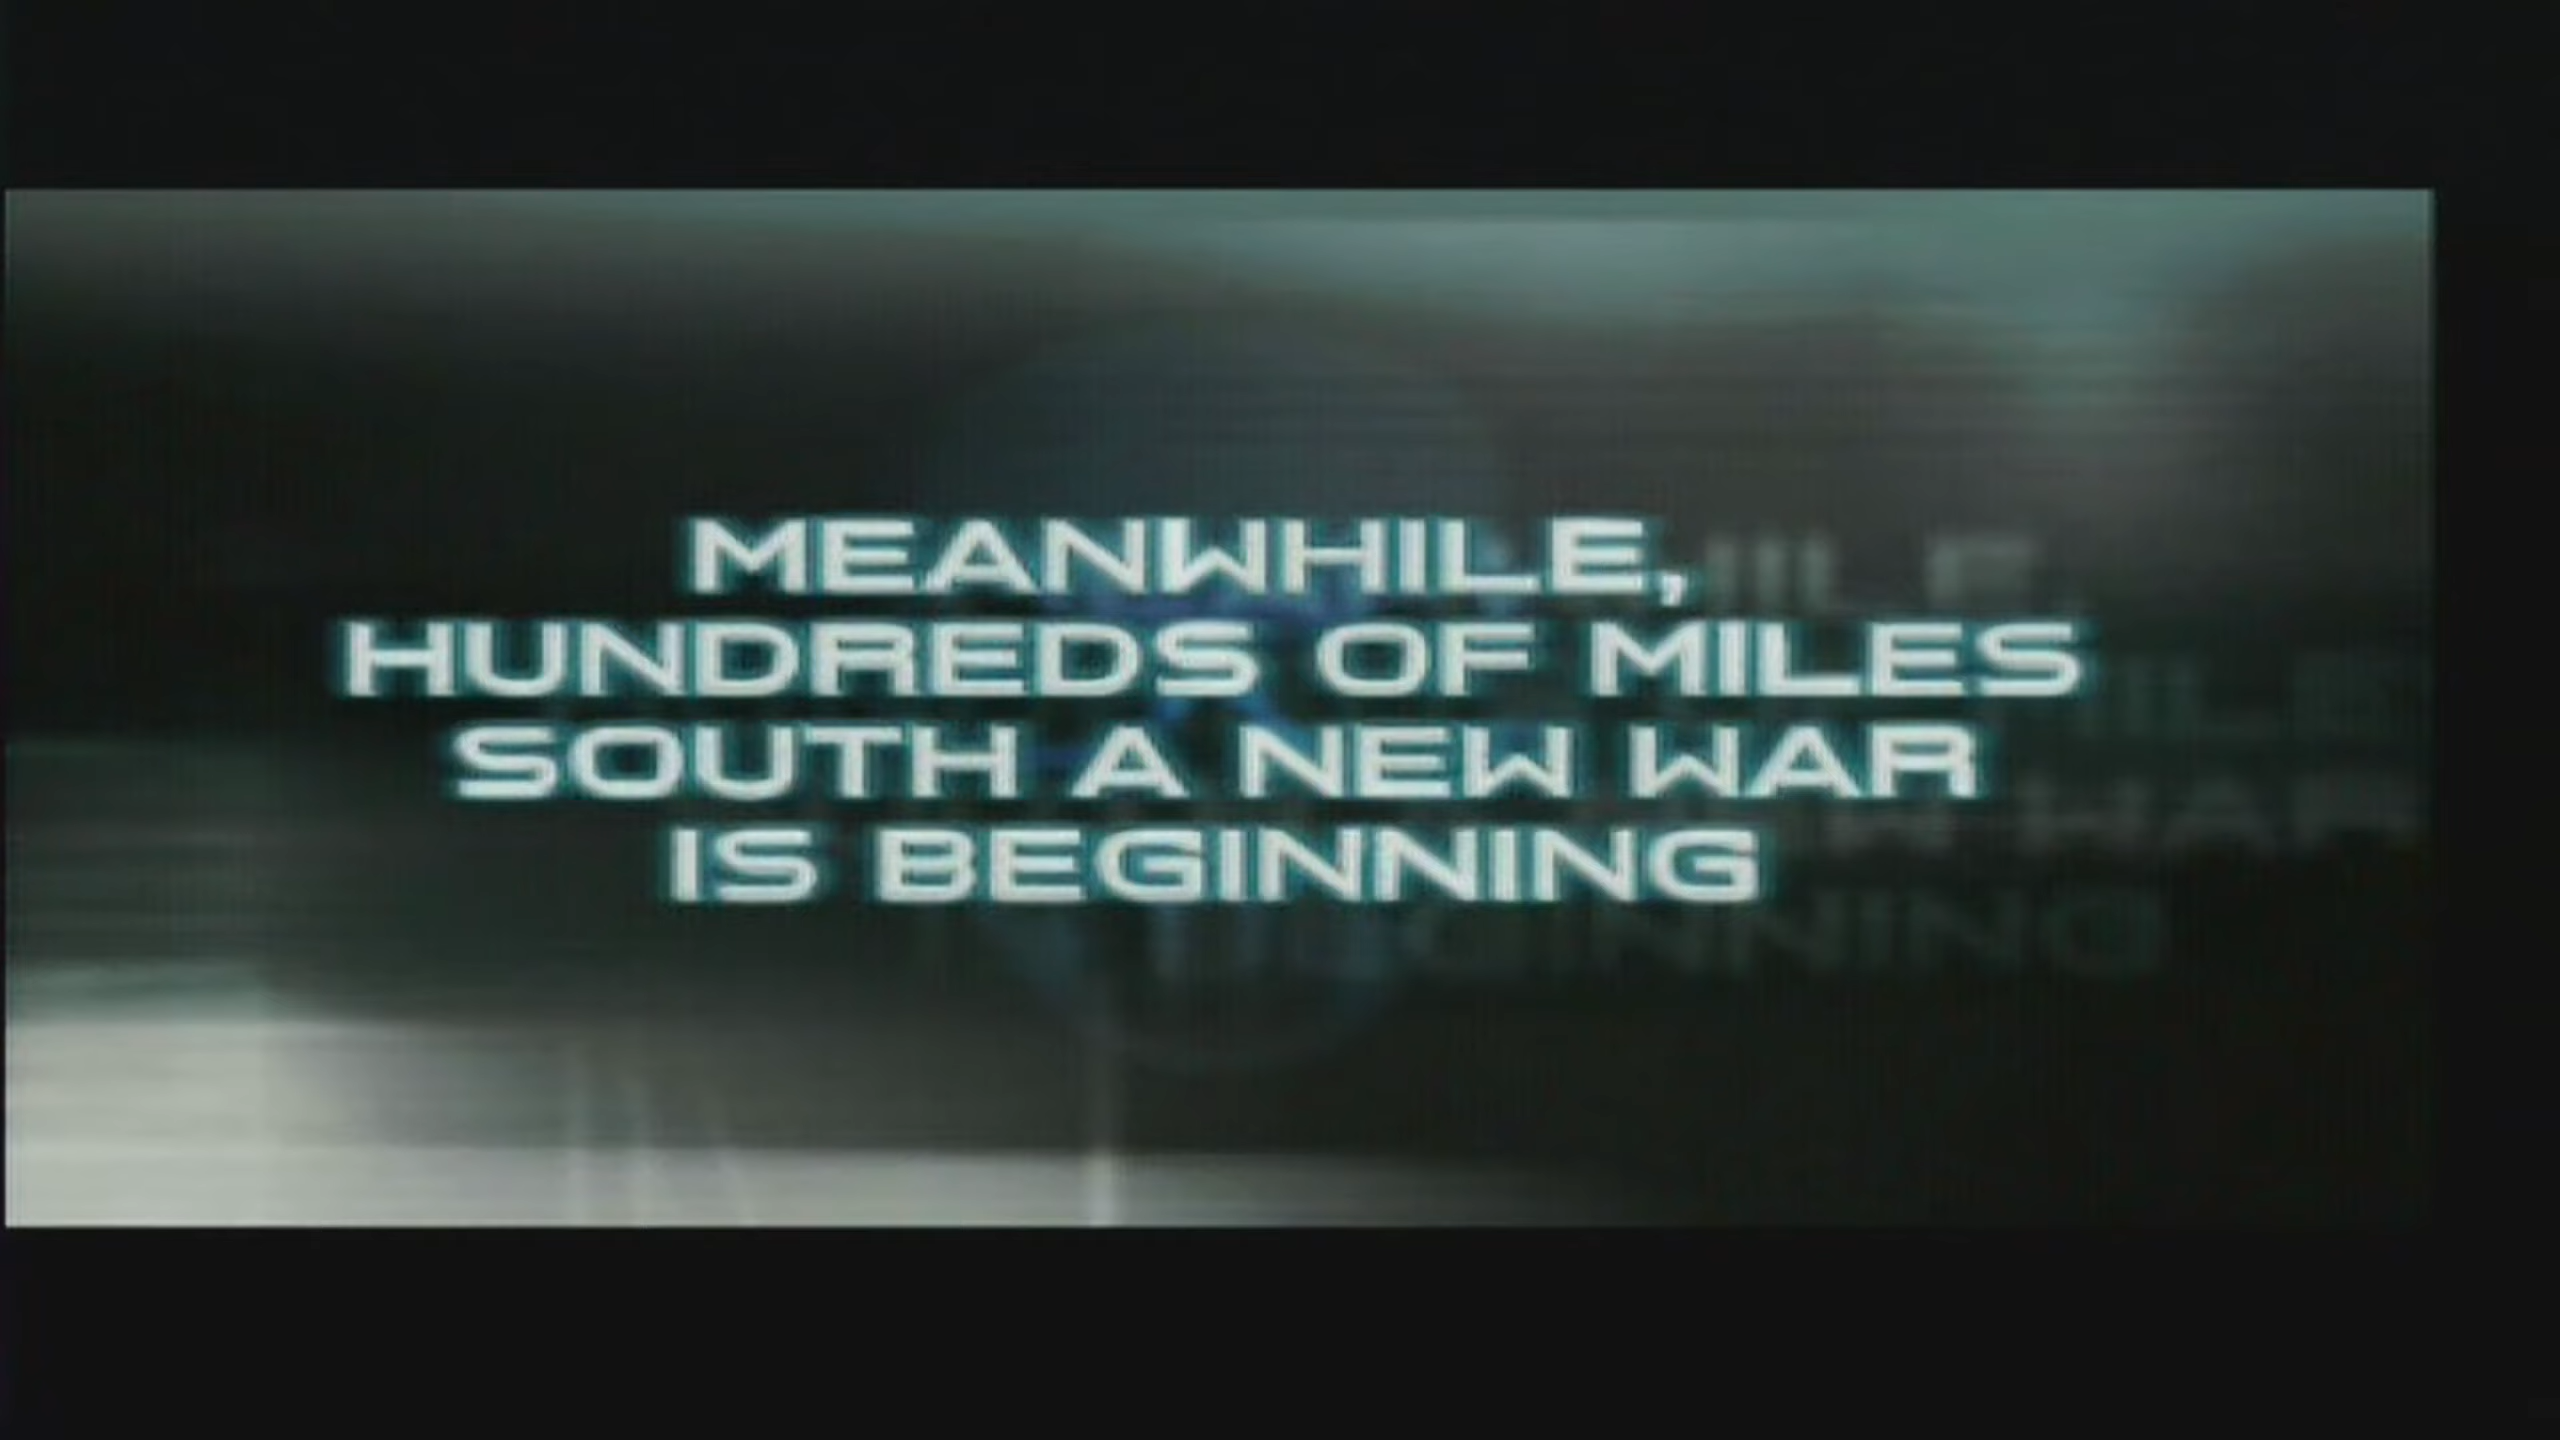 MEANWHILE,
HUNDREDS OF MILES
SOUTH A NEW WAR
IS BEGINNING